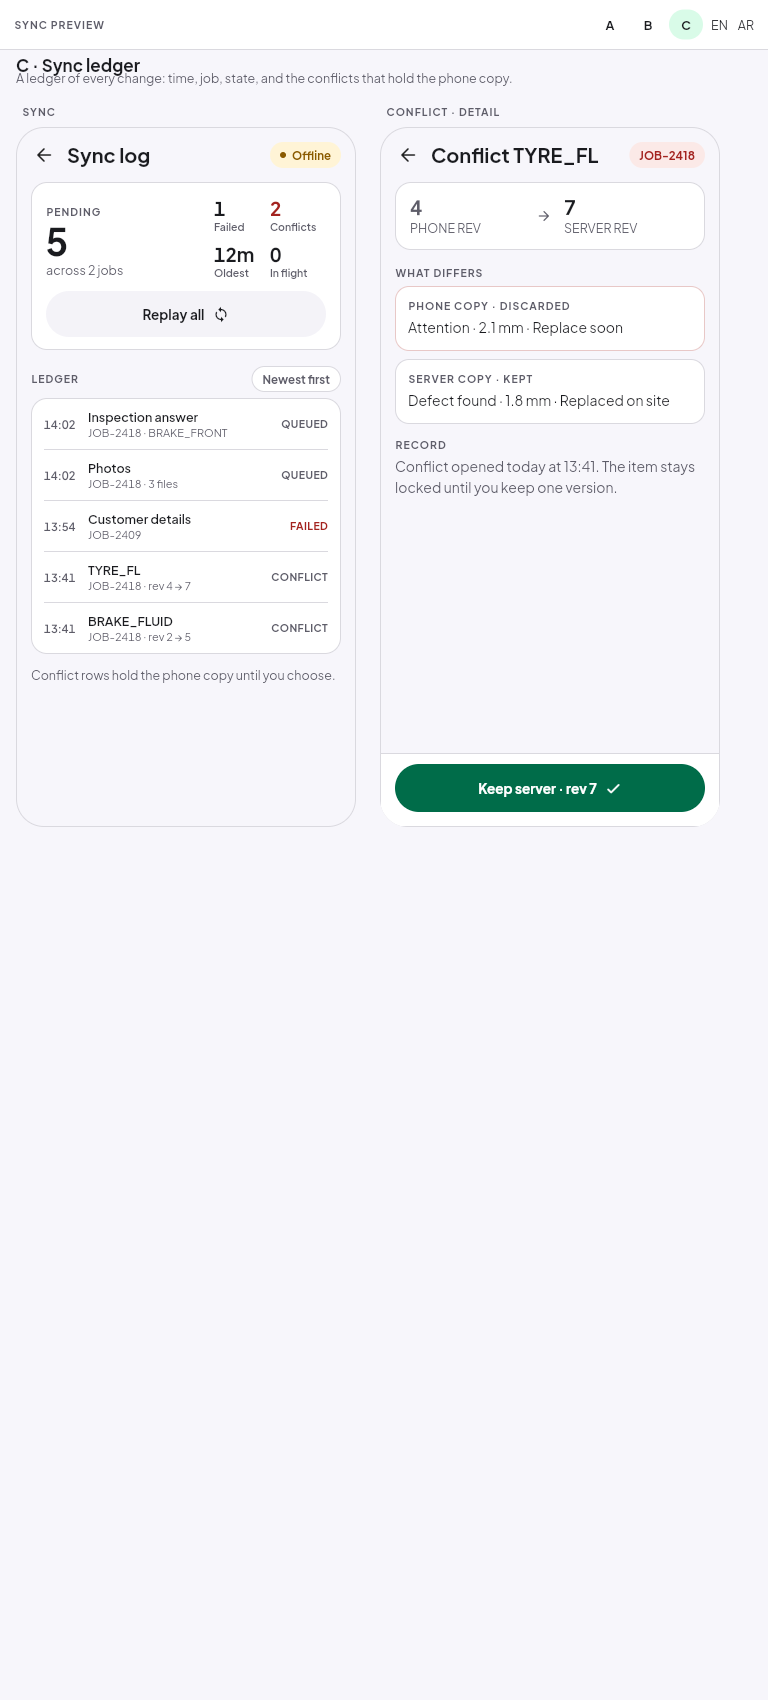 SYNC PREVIEW
A B C EN AR
C · Sync ledger
A ledger of every change: time, job, state, and the conflicts that hold the phone copy.
SYNC
Sync log
Offline
PENDING
5
across 2 jobs
1
Failed
2
Conflicts
12m
Oldest
0
In flight
Replay all
LEDGER
Newest first
14:02 Inspection answer QUEUED
JOB-2418 · BRAKE_FRONT
14:02 Photos QUEUED
JOB-2418 · 3 files
13:54 Customer details FAILED
JOB-2409
13:41 TYRE_FL CONFLICT
JOB-2418 · rev 4 → 7
13:41 BRAKE_FLUID CONFLICT
JOB-2418 · rev 2 → 5
Conflict rows hold the phone copy until you choose.
CONFLICT · DETAIL
Conflict TYRE_FL
JOB-2418
4
PHONE REV
→
7
SERVER REV
WHAT DIFFERS
PHONE COPY · DISCARDED
Attention · 2.1 mm · Replace soon
SERVER COPY · KEPT
Defect found · 1.8 mm · Replaced on site
RECORD
Conflict opened today at 13:41. The item stays
locked until you keep one version.
Keep server · rev 7